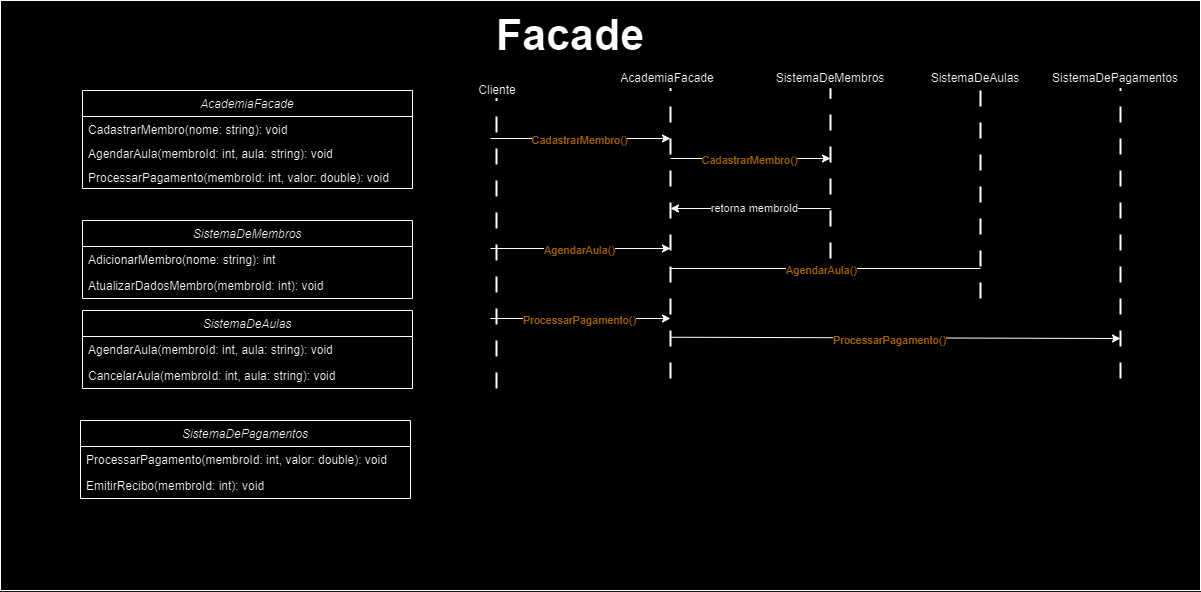 Facade
AcademiaFacade
CadastrarMembro(nome: string): void
AgendarAula(membroId: int, aula: string): void
ProcessarPagamento(membroId: int, valor: double): void
SistemaDeMembros
AdicionarMembro(nome: string): int
AtualizarDadosMembro(membroId: int): void
SistemaDeAulas
AgendarAula(membroId: int, aula: string): void
CancelarAula(membroId: int, aula: string): void
SistemaDePagamentos
ProcessarPagamento(membroId: int, valor: double): void
EmitirRecibo(membroId: int): void
Cliente
AcademiaFacade
SistemaDeMembros
SistemaDeAulas
SistemaDePagamentos
CadastrarMembro()
CadastrarMembro()
retorna membroId
AgendarAula()
AgendarAula()
ProcessarPagamento()
ProcessarPagamento()